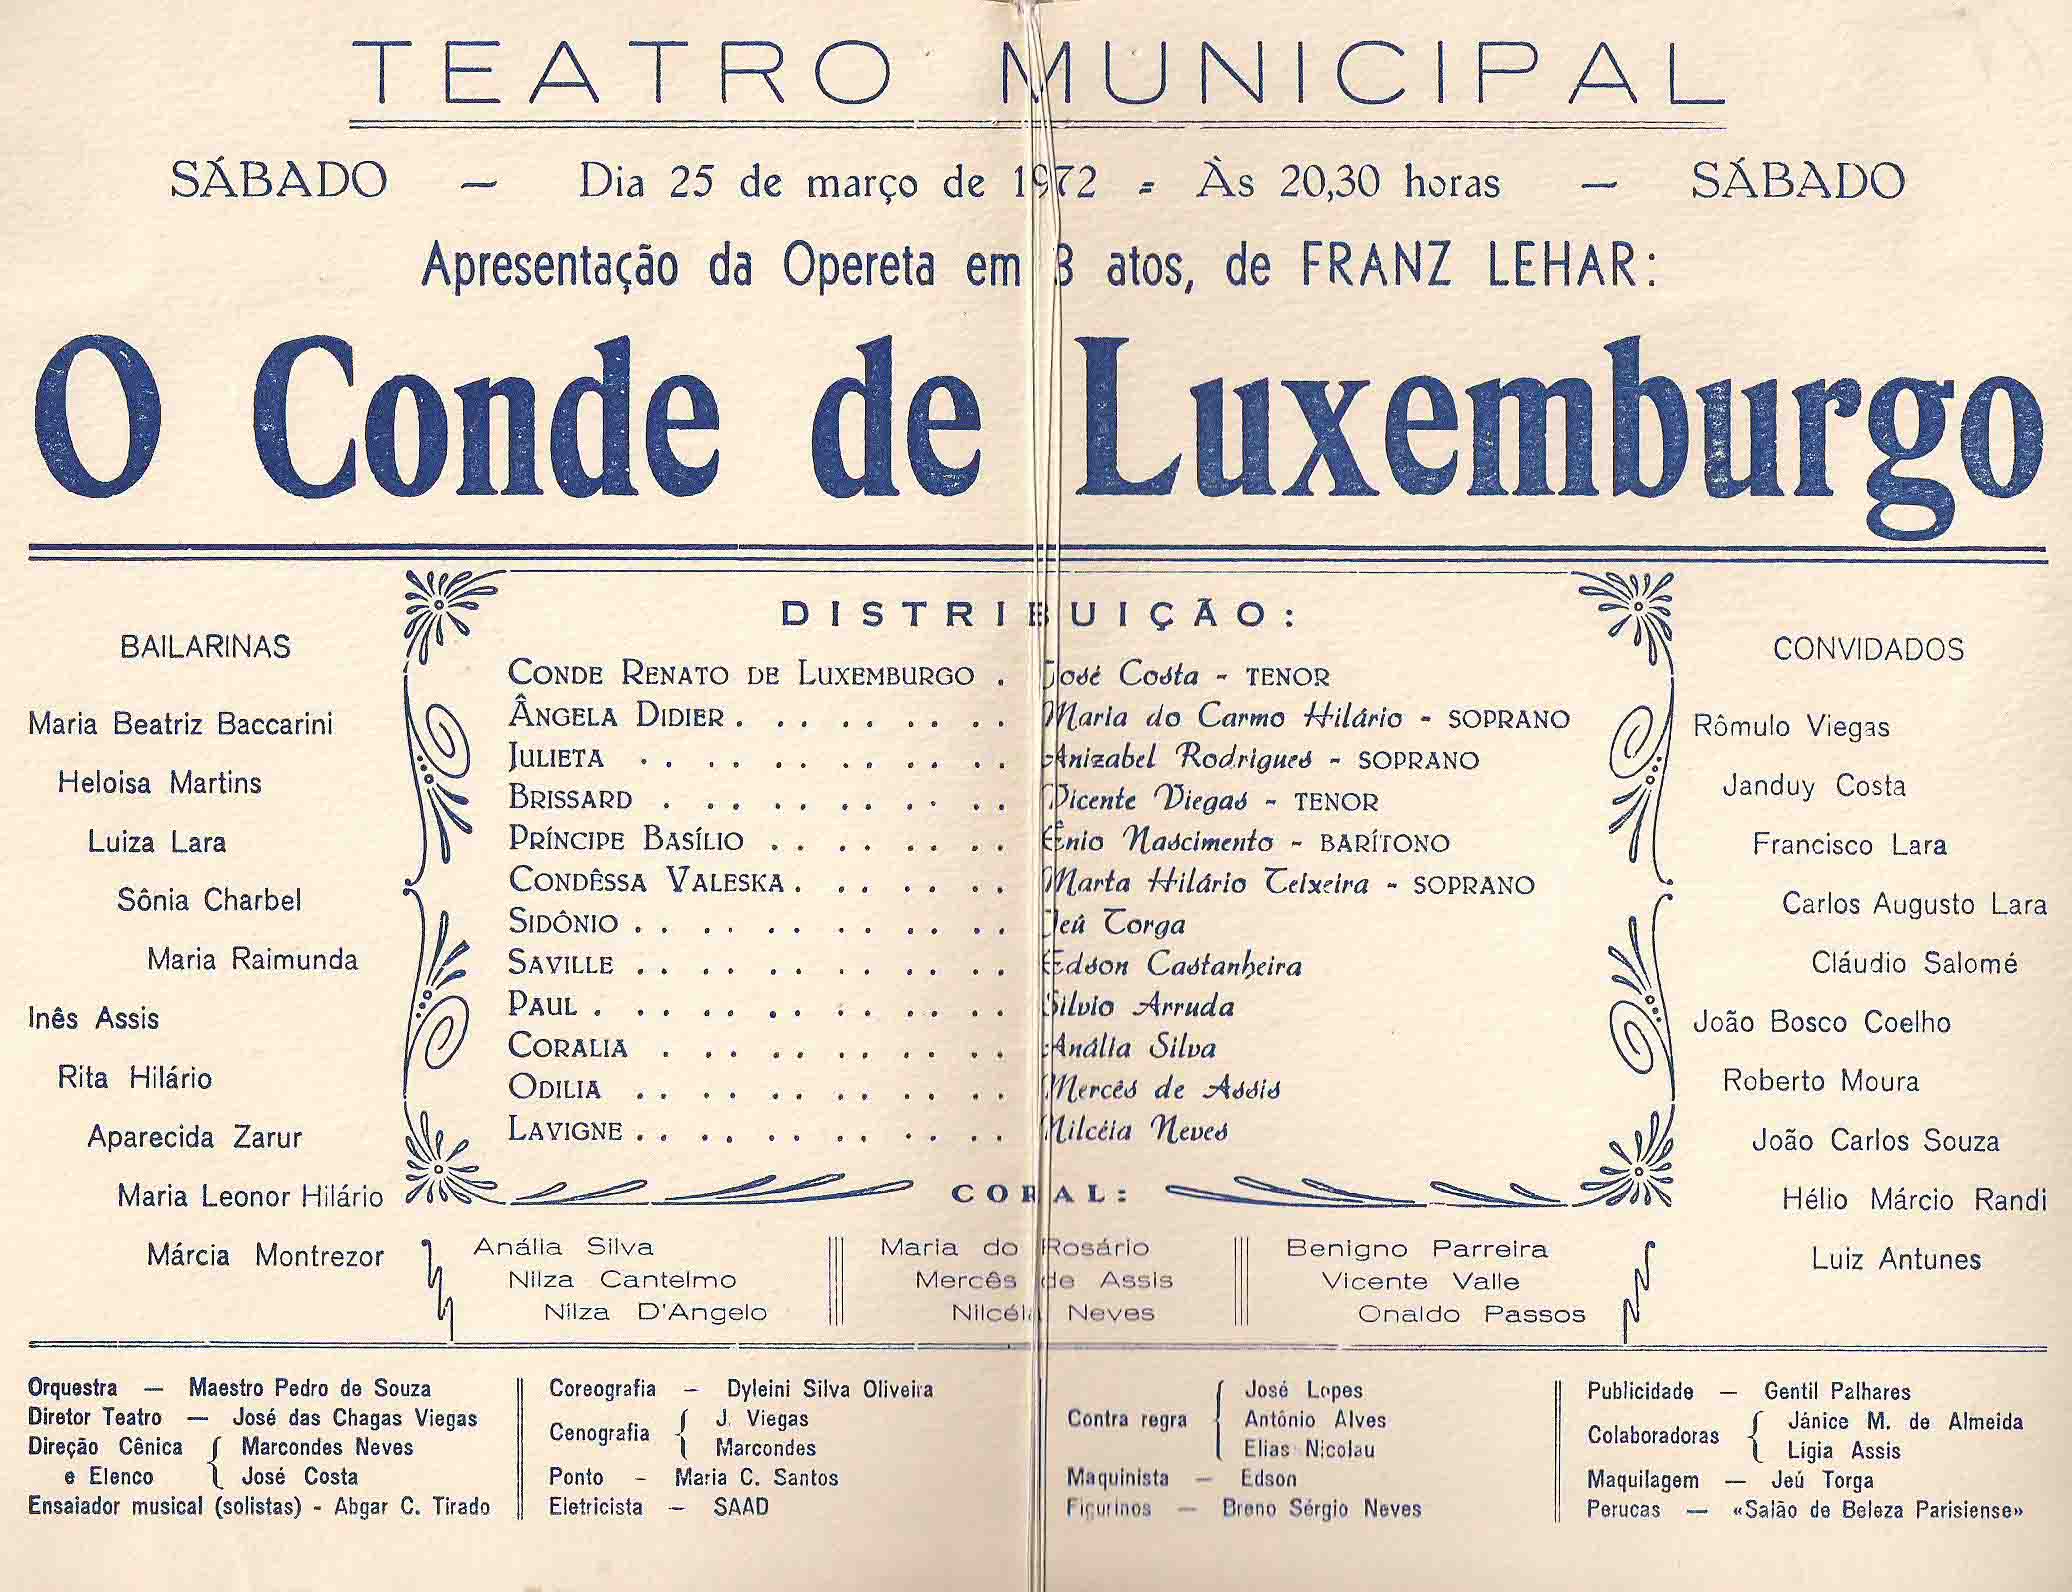 TEATRO MUNICIPAL
SÁBADO — Dia 25 de março de 1972 - Às 20,30 horas — SÁBADO
Apresentação da Opereta em 3 atos, de FRANZ LEHAR:
O Conde de Luxemburgo
BAILARINAS
Maria Beatriz Baccarini
Heloisa Martins
Luiza Lara
Sônia Charbel
Maria Raimunda
Inês Assis
Rita Hilário
Aparecida Zarur
Maria Leonor Hilário
Márcia Montrezor
DISTRIBUIÇÃO:
CONDE RENATO DE LUXEMBURGO . José Costa - TENOR
ÂNGELA DIDIER . . . . . . . . . Maria do Carmo Hilário - SOPRANO
JULIETA . . . . . . . . . . . Anizabel Rodrigues - SOPRANO
BRISSARD . . . . . . . . . . . Vicente Viegas - TENOR
PRÍNCIPE BASÍLIO . . . . . . . . Ênio Nascimento - BARÍTONO
CONDÊSSA VALESKA . . . . . . . Marta Hilário Teixeira - SOPRANO
SIDÔNIO . . . . . . . . . . . . Jeú Torga
SAVILLE . . . . . . . . . . . . Edson Castanheira
PAUL . . . . . . . . . . . . . Silvio Arruda
CORALIA . . . . . . . . . . . Anália Silva
ODILIA . . . . . . . . . . . . Mercês de Assis
LAVIGNE . . . . . . . . . . . . Nilcéia Neves
CONVIDADOS
Rômulo Viegas
Janduy Costa
Francisco Lara
Carlos Augusto Lara
Cláudio Salomé
João Bosco Coelho
Roberto Moura
João Carlos Souza
Hélio Márcio Randi
Luiz Antunes
CORAL:
Anália Silva
Nilza Cantelmo
Nilza D'Angelo
Maria do Rosário
Mercês de Assis
Nilcéia Neves
Benigno Parreira
Vicente Valle
Onaldo Passos
Orquestra — Maestro Pedro de Souza
Diretor Teatro — José das Chagas Viegas
Direção Cênica e Elenco { Marcondes Neves
José Costa
Ensaiador musical (solistas) - Abgar C. Tirado
Coreografia - Dyleini Silva Oliveira
Cenografia { J. Viegas
Marcondes
Ponto - Maria C. Santos
Eletricista — SAAD
Contra regra { José Lopes
Antônio Alves
Elias Nicolau
Maquinista — Edson
Figurinos — Breno Sérgio Neves
Publicidade — Gentil Palhares
Colaboradoras { Jánice M. de Almeida
Ligia Assis
Maquilagem — Jeú Torga
Perucas — «Salão de Beleza Parisiense»